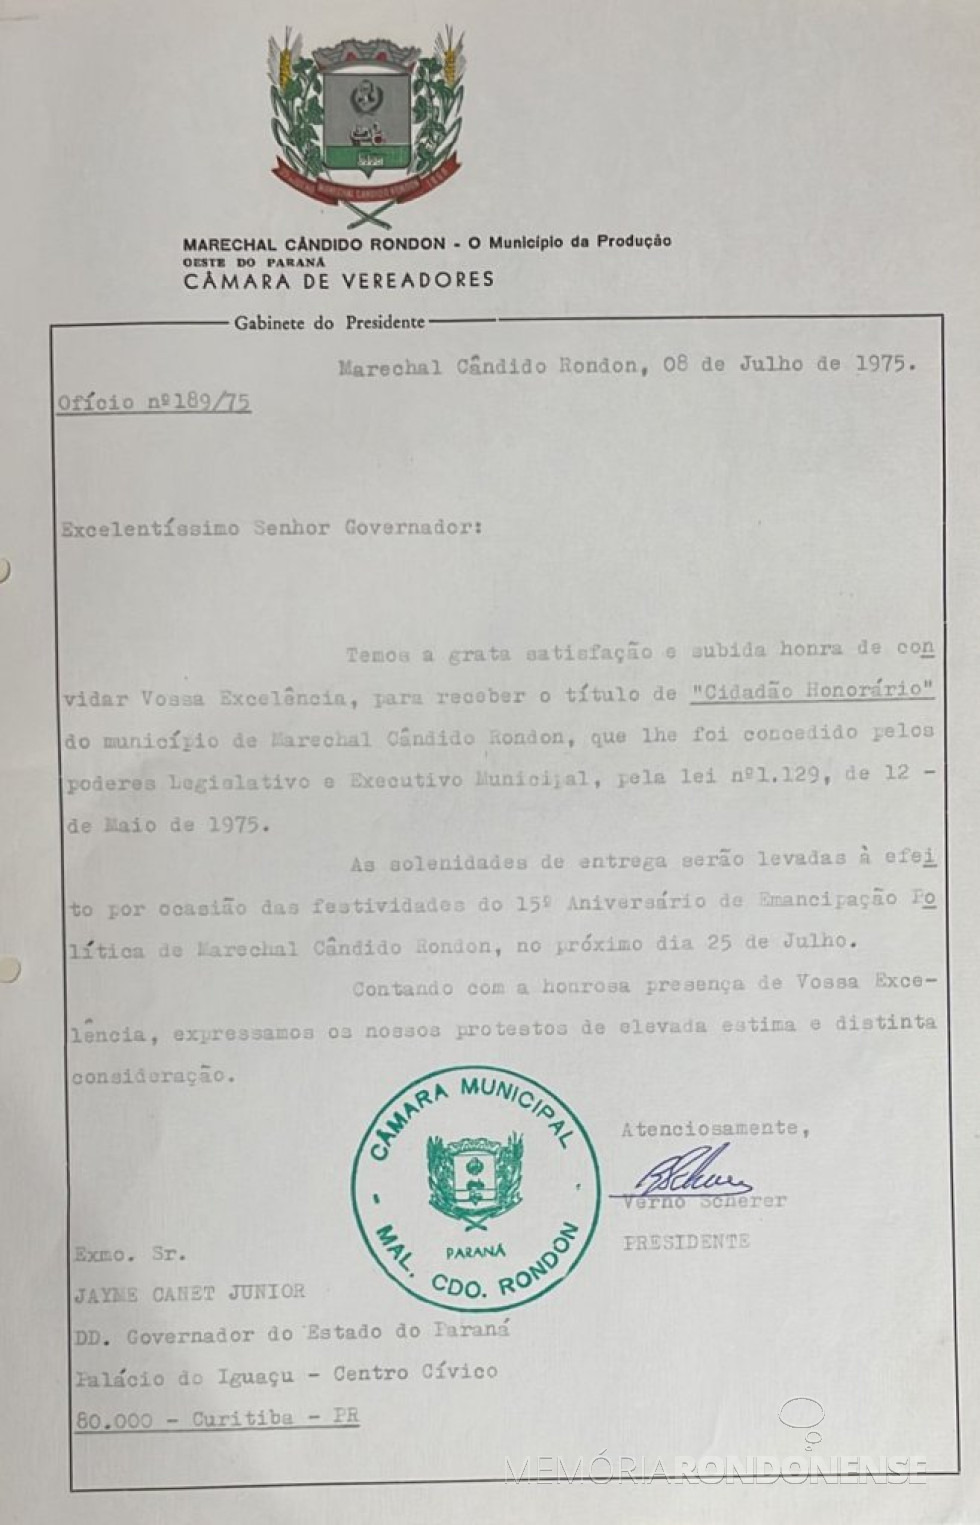 MARECHAL CANDIDO RONDON
MARECHAL CÂNDIDO RONDON - O Município da Produção
OESTE DO PARANÁ
CÂMARA DE VEREADORES
Gabinete do Presidente
Marechal Cândido Rondon, 08 de Julho de 1975.
Ofício nº189/75
Excelentíssimo Senhor Governador:
Temos a grata satisfação e subida honra de con
vidar Vossa Excelência, para receber o título de "Cidadão Honorário"
do município de Marechal Cândido Rondon, que lhe foi concedido pelos
poderes Legislativo e Executivo Municipal, pela lei nº1.129, de 12 -
de Maio de 1975.
As solenidades de entrega serão levadas à efei
to por ocasião das festividades do 15º Aniversário de Emancipação Po
lítica de Marechal Cândido Rondon, no próximo dia 25 de Julho.
Contando com a honrosa presença de Vossa Exce-
lência, expressamos os nossos protestos de elevada estima e distinta
consideração.
Atenciosamente,
Verno Scherer
PRESIDENTE
CÂMARA MUNICIPAL
PARANÁ
- MAL. CDO. RONDON -
Exmo. Sr.
JAYME CANET JUNIOR
DD. Governador do Estado do Paraná
Palácio do Iguaçu - Centro Cívico
80.000 - Curitiba - PR
MEMÓRIARONDONENSE